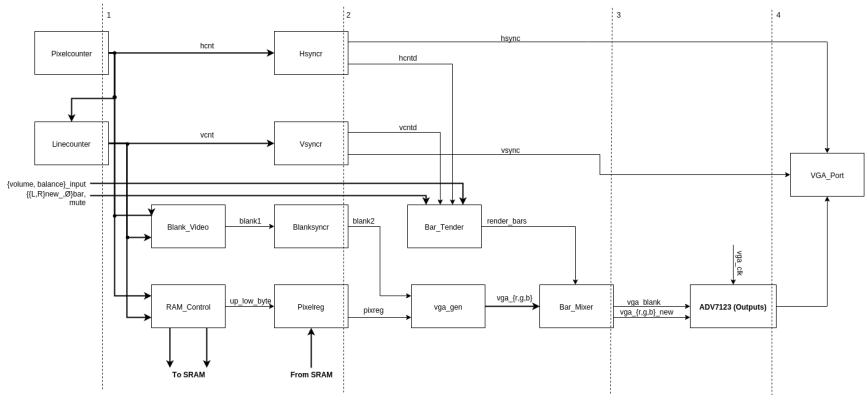 1
2
3
4
Pixelcounter
hcnt
Hsyncr
hsync
hcntd
Linecounter
vcnt
Vsyncr
vcntd
vsync
VGA_Port
{volume, balance}_input
{{L,R}new_,Ø}bar,
mute
Blank_Video
blank1
Blanksyncr
blank2
Bar_Tender
render_bars
vga_clk
RAM_Control
up_low_byte
Pixelreg
pixreg
vga_gen
vga_{r,g,b}
Bar_Mixer
vga_blank
vga_{r,g,b}_new
ADV7123 (Outputs)
To SRAM
From SRAM